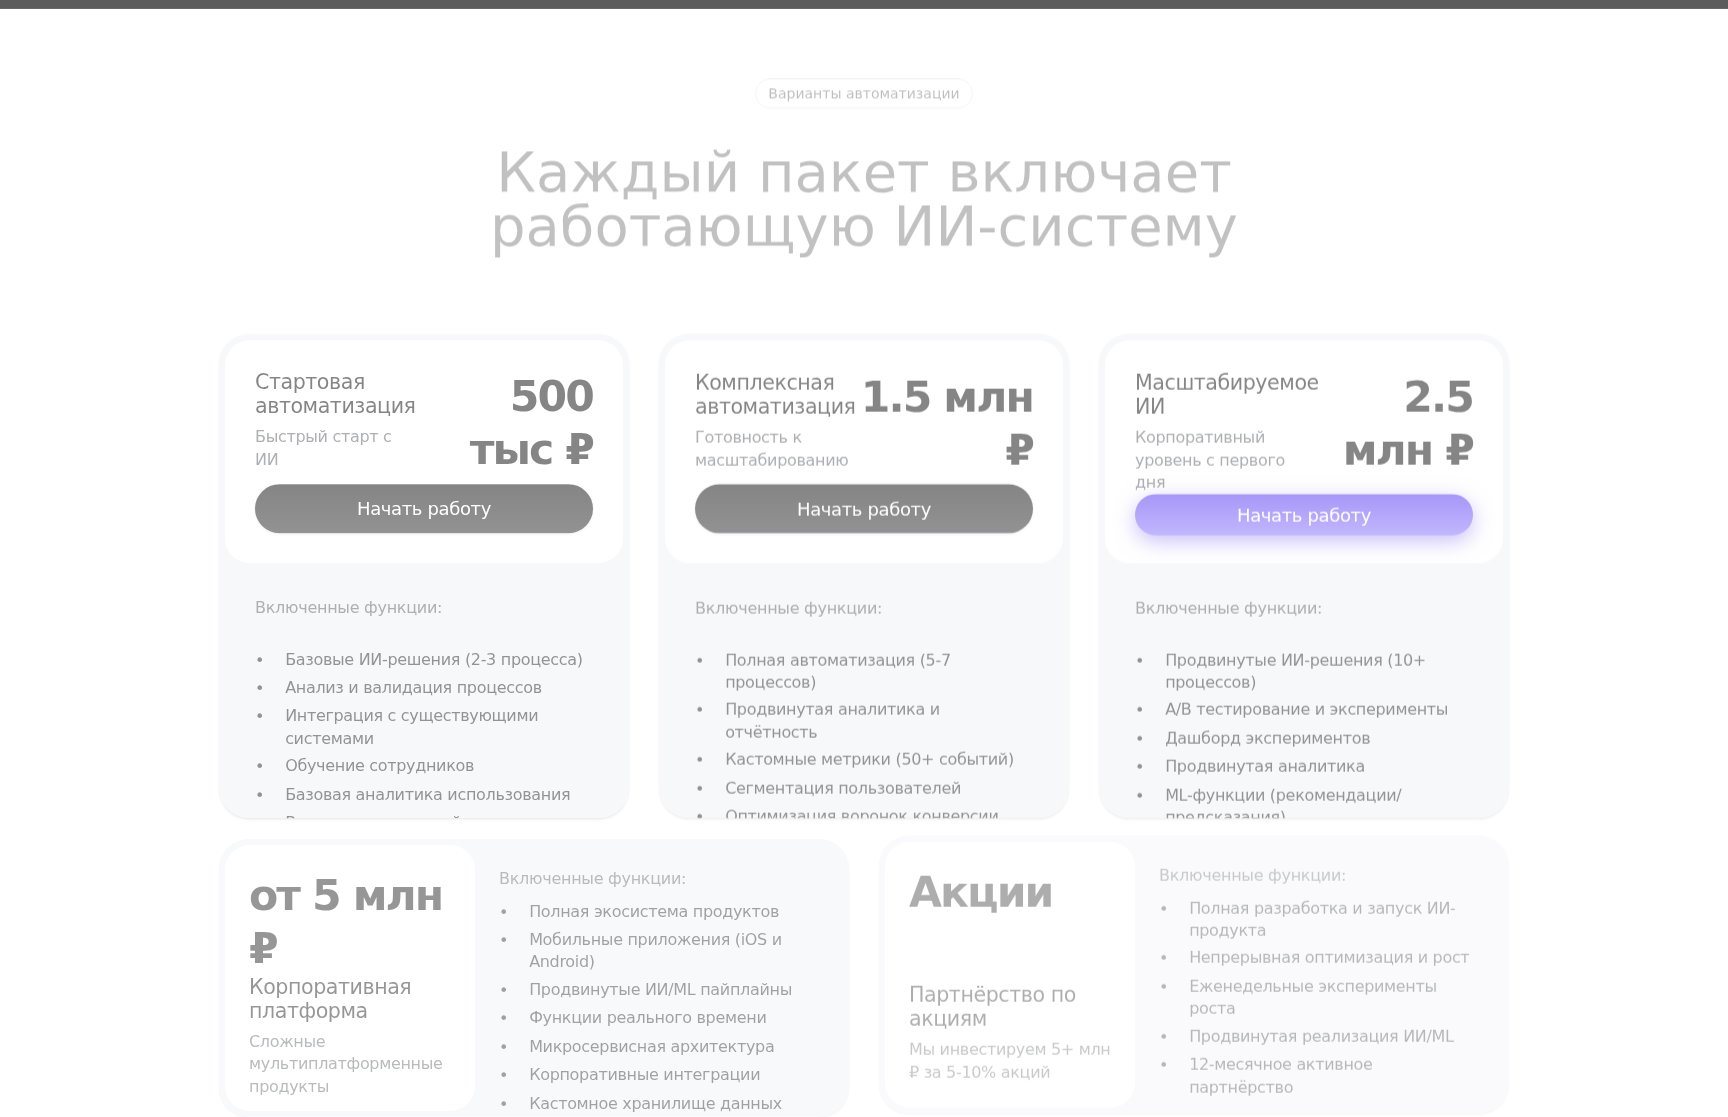 Варианты автоматизации
Каждый пакет включает
работающую ИИ-систему
Стартовая
автоматизация
500
тыс ₽
Быстрый старт с
ИИ
Начать работу
Включенные функции:
• Базовые ИИ-решения (2-3 процесса)
• Анализ и валидация процессов
• Интеграция с существующими
системами
• Обучение сотрудников
• Базовая аналитика использования
Комплексная
автоматизация
1.5 млн
₽
Готовность к
масштабированию
Начать работу
Включенные функции:
• Полная автоматизация (5-7
процессов)
• Продвинутая аналитика и
отчётность
• Кастомные метрики (50+ событий)
• Сегментация пользователей
• Оптимизация воронок конверсии
Масштабируемое
ИИ
2.5
млн ₽
Корпоративный
уровень с первого
дня
Начать работу
Включенные функции:
• Продвинутые ИИ-решения (10+
процессов)
• A/B тестирование и эксперименты
• Дашборд экспериментов
• Продвинутая аналитика
• ML-функции (рекомендации/
предсказания)
от 5 млн
₽
Корпоративная
платформа
Сложные
мультиплатформенные
продукты
Включенные функции:
• Полная экосистема продуктов
• Мобильные приложения (iOS и
Android)
• Продвинутые ИИ/ML пайплайны
• Функции реального времени
• Микросервисная архитектура
• Корпоративные интеграции
• Кастомное хранилище данных
Акции
Партнёрство по
акциям
Мы инвестируем 5+ млн
₽ за 5-10% акций
Включенные функции:
• Полная разработка и запуск ИИ-
продукта
• Непрерывная оптимизация и рост
• Еженедельные эксперименты
роста
• Продвинутая реализация ИИ/ML
• 12-месячное активное
партнёрство